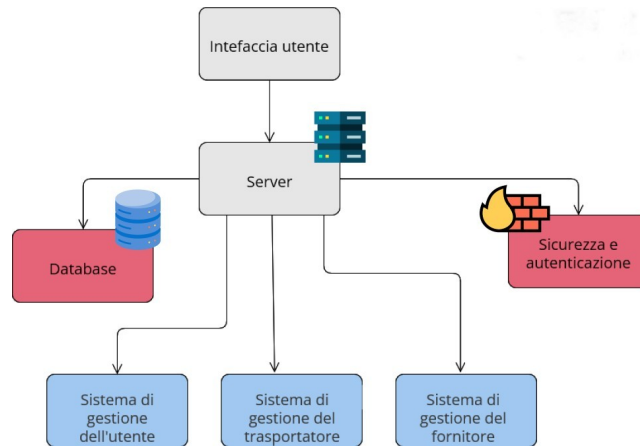 Intefaccia utente
Server
Database
Sicurezza e
autenticazione
Sistema di
gestione
dell'utente
Sistema di
gestione del
trasportatore
Sistema di
gestione del
fornitore